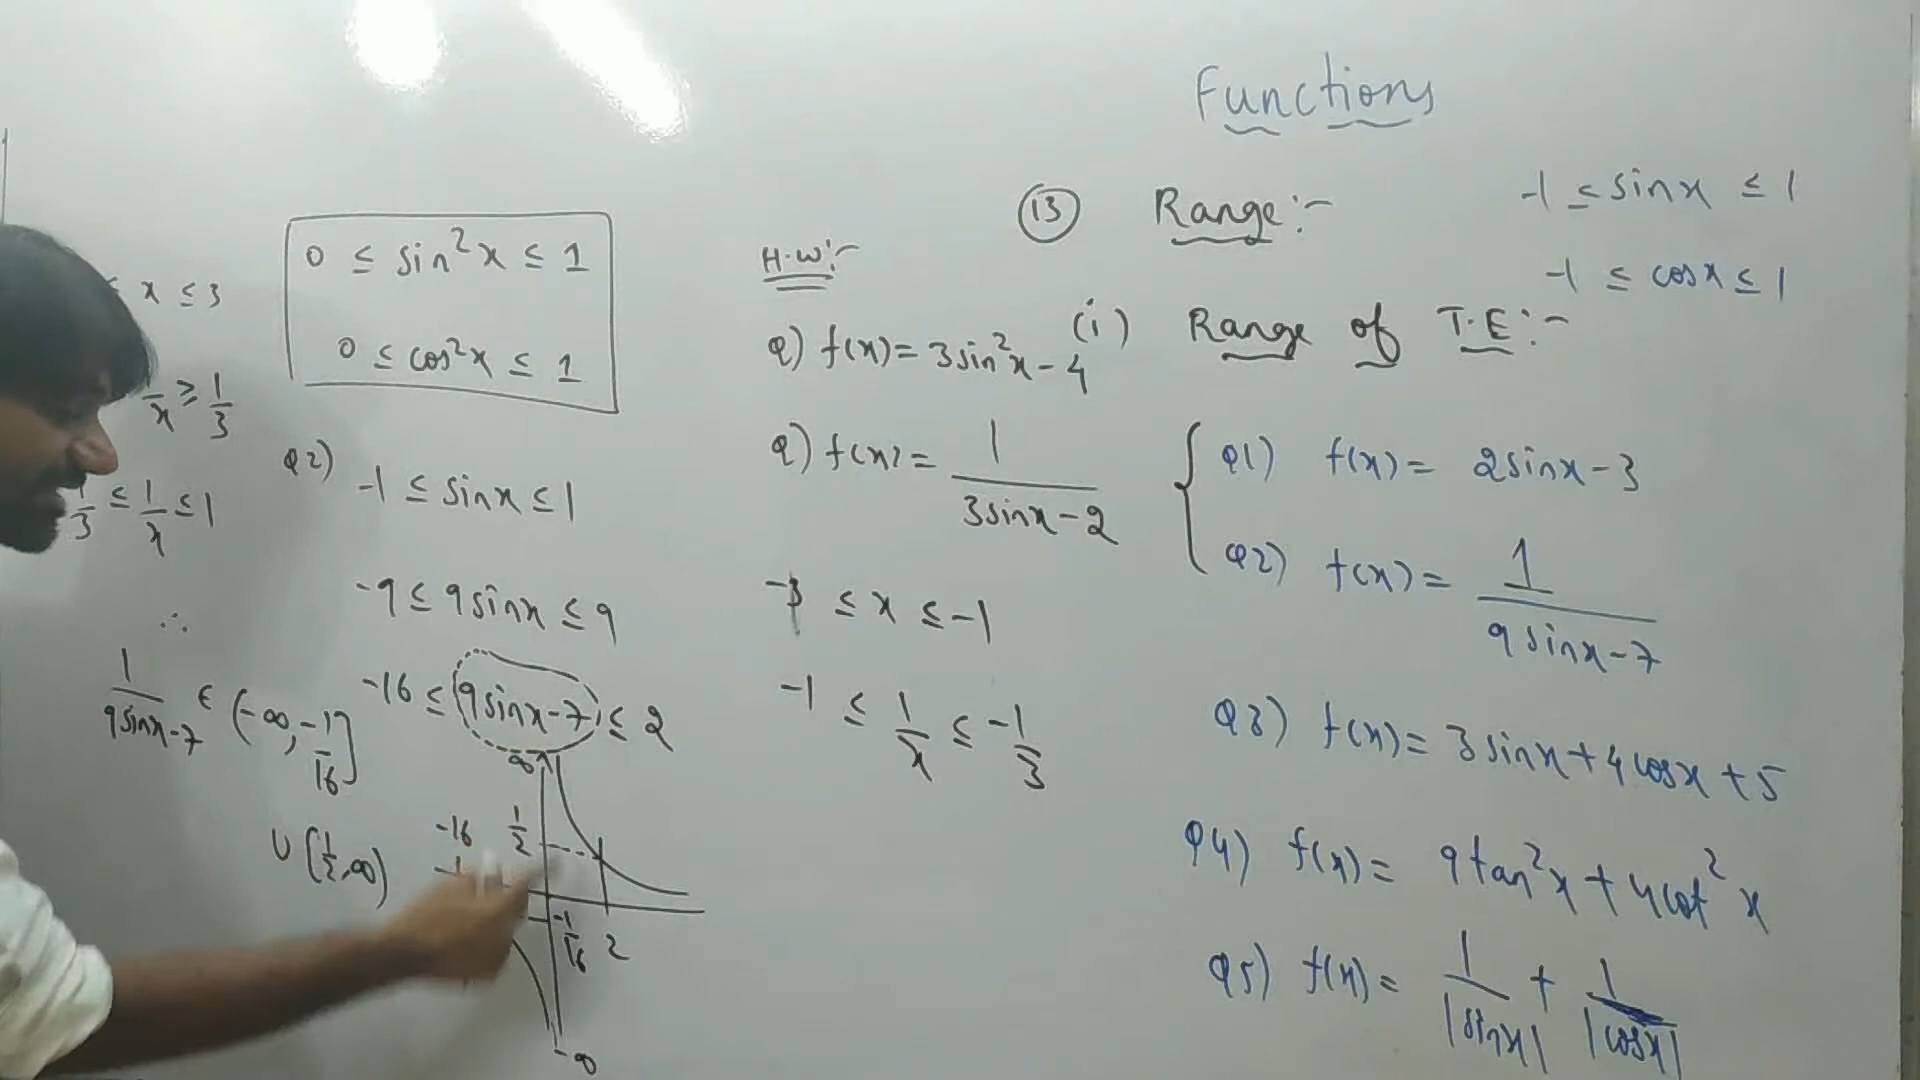 Functions
(13) Range:-
-1 ≤ sinx ≤ 1
-1 ≤ cosx ≤ 1
(i) Range of T.E:-
Q1) f(x) = 2sinx-3
Q2) f(x) = 1/(9sinx-7)
Q3) f(x) = 3sinx+4cosx+5
Q4) f(x) = 9tan²x+4cot²x
Q5) f(x) = 1/|sinx| + 1/|cosx|
H.W:-
Q) f(x) = 3sin²x-4
Q) f(x) = 1/(3sinx-2)
-3 ≤ x ≤ -1
-1 ≤ 1/x ≤ -1/3
0 ≤ sin²x ≤ 1
0 ≤ cos²x ≤ 1
Q2) -1 ≤ sinx ≤ 1
-9 ≤ 9sinx ≤ 9
-16 ≤ 9sinx-7 ≤ 2
∞
-16 1/2
-1/16 2
-∞
≤ x ≤ 3
1/x ≥ 1/3
1/3 ≤ 1/x ≤ 1
∴
1/(9sinx-7) ∈ (-∞, -1/16]
∪ [1/2, ∞)